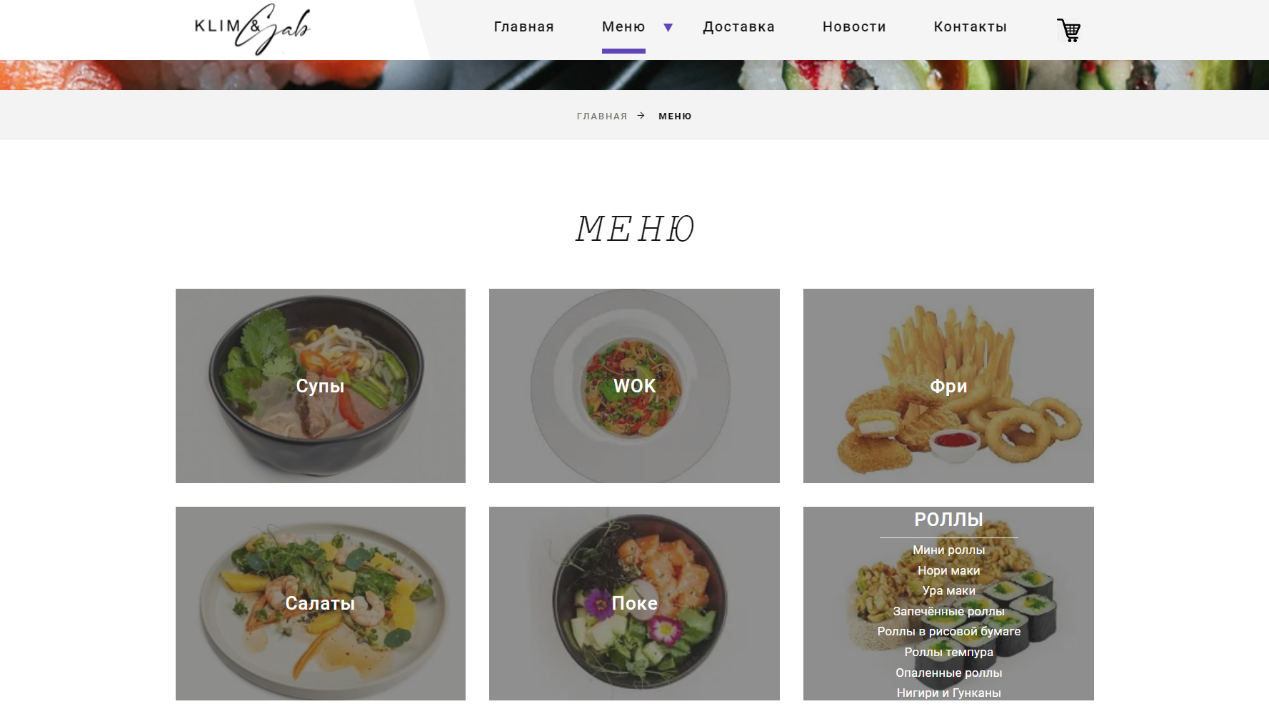 KLIM & Gab
Главная
Меню
Доставка
Новости
Контакты
ГЛАВНАЯ → МЕНЮ
МЕНЮ
Супы
WOK
Фри
Салаты
Поке
РОЛЛЫ
Мини роллы
Нори маки
Ура маки
Запечённые роллы
Роллы в рисовой бумаге
Роллы темпура
Опаленные роллы
Нигири и Гунканы